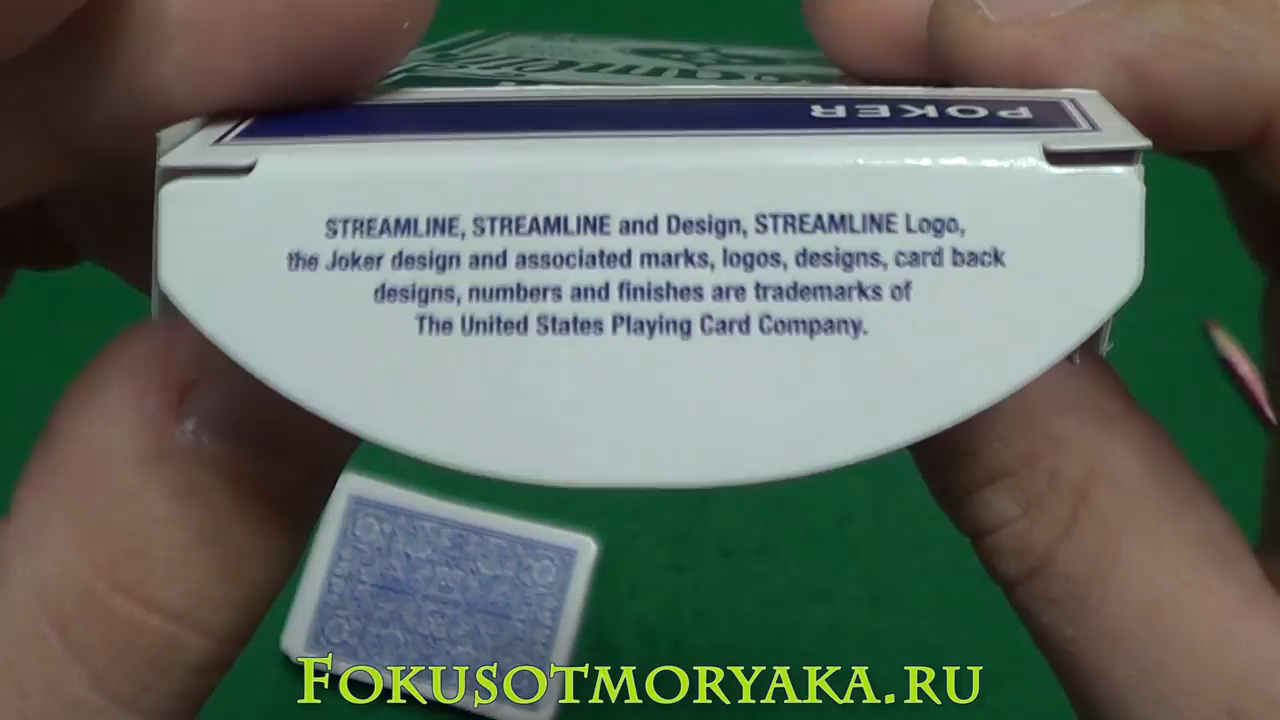 POKER
STREAMLINE, STREAMLINE and Design, STREAMLINE Logo,
the Joker design and associated marks, logos, designs, card back
designs, numbers and finishes are trademarks of
The United States Playing Card Company.
FOKUSOTMORYAKA.RU